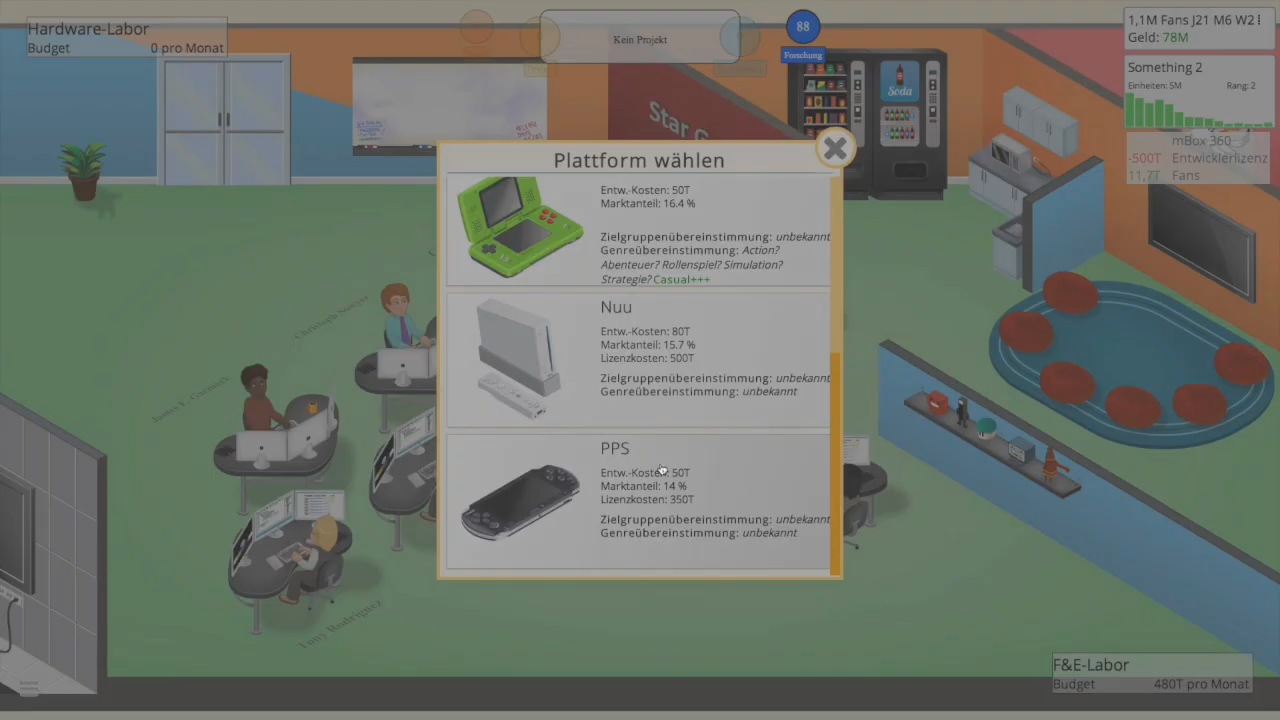 Hardware-Labor
Budget 0 pro Monat
Kein Projekt
88
Forschung
1,1M Fans J21 M6 W2
Geld: 78M
Something 2
Einheiten: 5M Rang: 2
mBox 360
-500T Entwicklerlizenz
11,7T Fans
Soda
Star G
Plattform wählen
Entw.-Kosten: 50T
Marktanteil: 16.4 %
Zielgruppenübereinstimmung: unbekannt
Genreübereinstimmung: Action?
Abenteuer? Rollenspiel? Simulation?
Strategie? Casual+++
Nuu
Entw.-Kosten: 80T
Marktanteil: 15.7 %
Lizenzkosten: 500T
Zielgruppenübereinstimmung: unbekannt
Genreübereinstimmung: unbekannt
PPS
Entw.-Kosten: 50T
Marktanteil: 14 %
Lizenzkosten: 350T
Zielgruppenübereinstimmung: unbekannt
Genreübereinstimmung: unbekannt
Tony Rodriguez
F&E-Labor
Budget 480T pro Monat